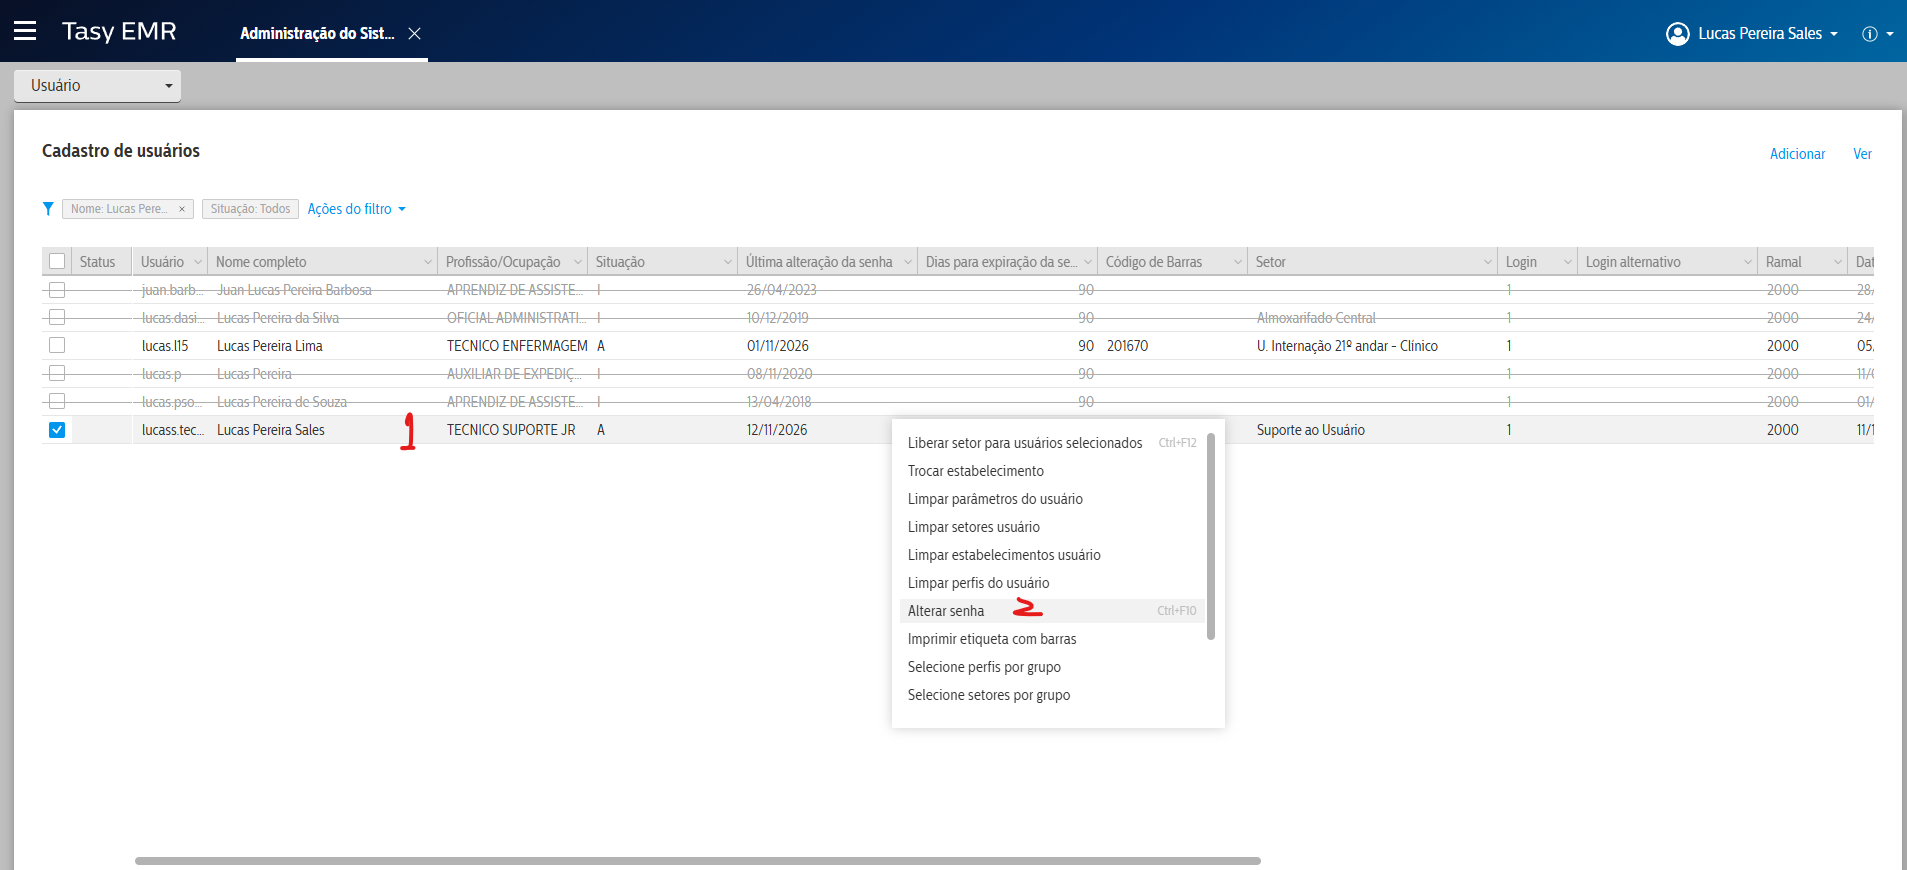 Tasy EMR Administração do Sist... Lucas Pereira Sales
Usuário
Cadastro de usuários Adicionar Ver
Nome: Lucas Pere... × Situação: Todos Ações do filtro
Status Usuário Nome completo Profissão/Ocupação Situação Última alteração da senha Dias para expiração da se... Código de Barras Setor Login Login alternativo Ramal Dat
juan.barb... Juan Lucas Pereira Barbosa APRENDIZ DE ASSISTE... I 26/04/2023 90 1 2000 28/
lucas.dasi... Lucas Pereira da Silva OFICIAL ADMINISTRATI... I 10/12/2019 90 Almoxarifado Central 1 2000 24/
lucas.l15 Lucas Pereira Lima TECNICO ENFERMAGEM A 01/11/2026 90 201670 U. Internação 21º andar - Clínico 1 2000 05/
lucas.p Lucas Pereira AUXILIAR DE EXPEDIÇ... I 08/11/2020 90 1 2000 11/0
lucas.pso... Lucas Pereira de Souza APRENDIZ DE ASSISTE... I 13/04/2018 90 1 2000 01/
lucass.tec... Lucas Pereira Sales 1 TECNICO SUPORTE JR A 12/11/2026 Suporte ao Usuário 1 2000 11/1
Liberar setor para usuários selecionados Ctrl+F12
Trocar estabelecimento
Limpar parâmetros do usuário
Limpar setores usuário
Limpar estabelecimentos usuário
Limpar perfis do usuário
Alterar senha 2 Ctrl+F10
Imprimir etiqueta com barras
Selecione perfis por grupo
Selecione setores por grupo